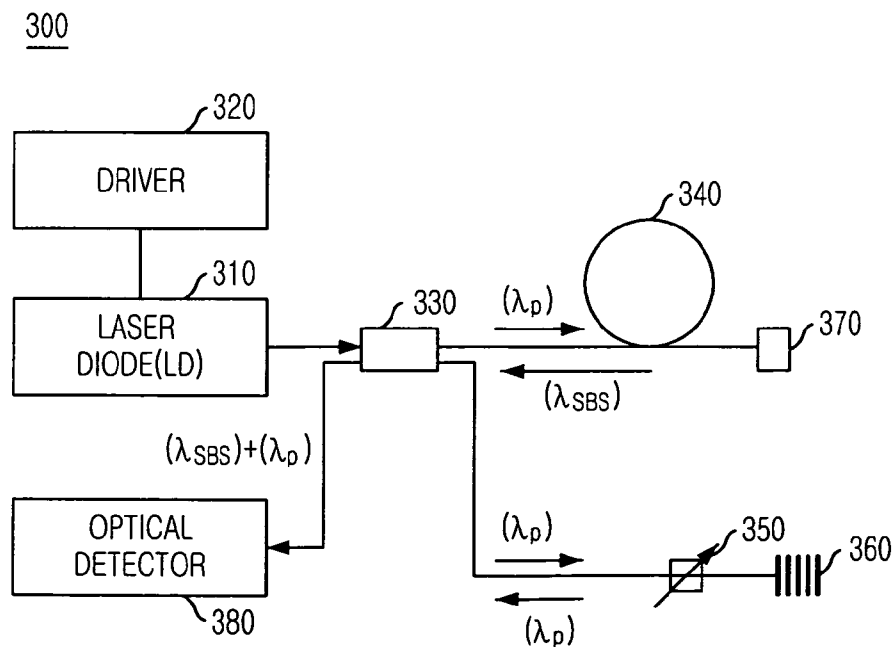 300
320
DRIVER
310
LASER
DIODE(LD)
330
340
(λp)
370
(λSBS)
(λSBS)+(λp)
OPTICAL
DETECTOR
380
(λp)
350
360
(λp)